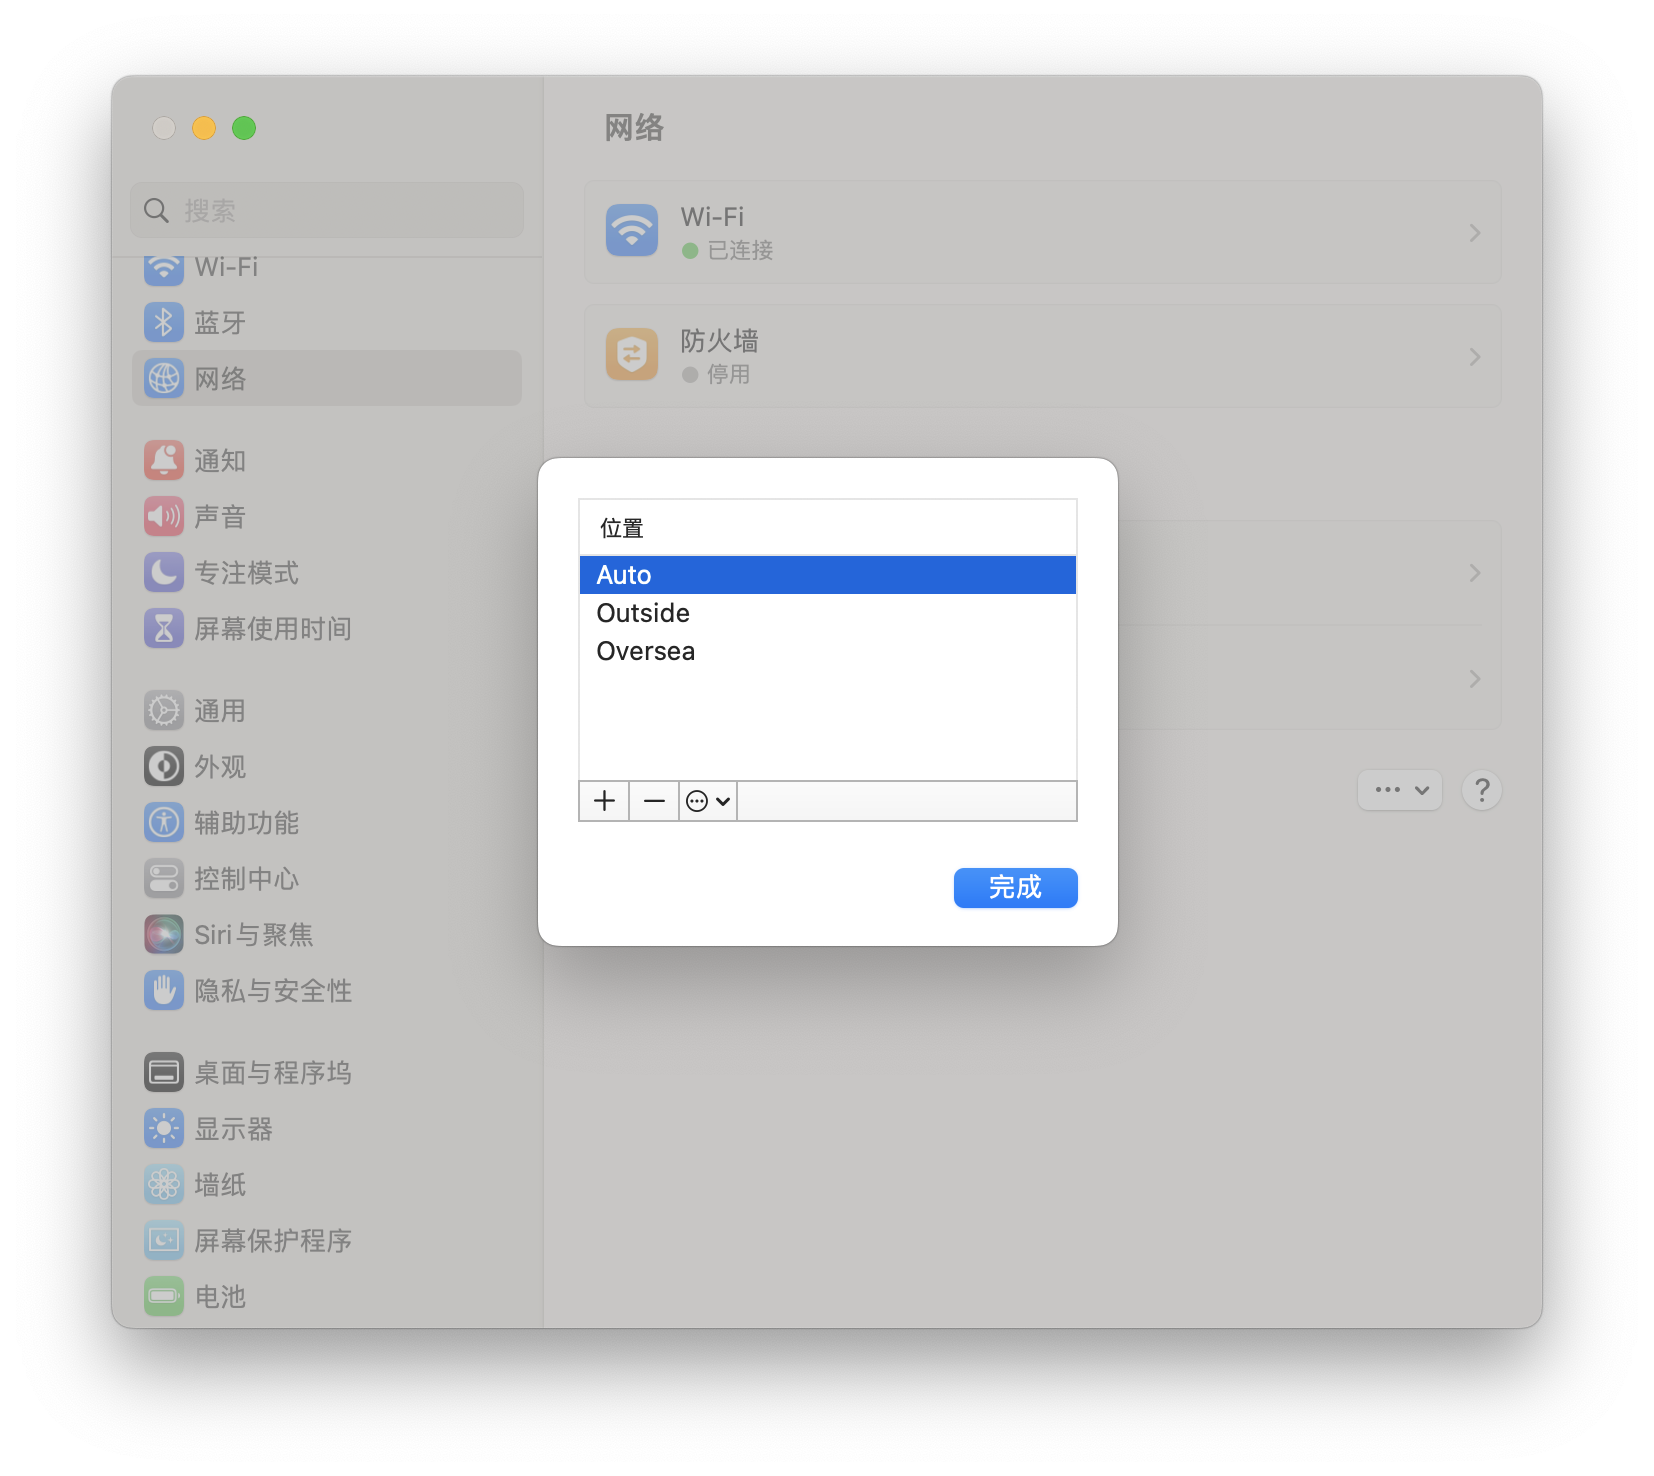 网络
搜索
Wi-Fi
蓝牙
网络
通知
声音
专注模式
屏幕使用时间
通用
外观
辅助功能
控制中心
Siri与聚焦
隐私与安全性
桌面与程序坞
显示器
墙纸
屏幕保护程序
电池
Wi-Fi
已连接
防火墙
停用
位置
Auto
Outside
Oversea
完成
?